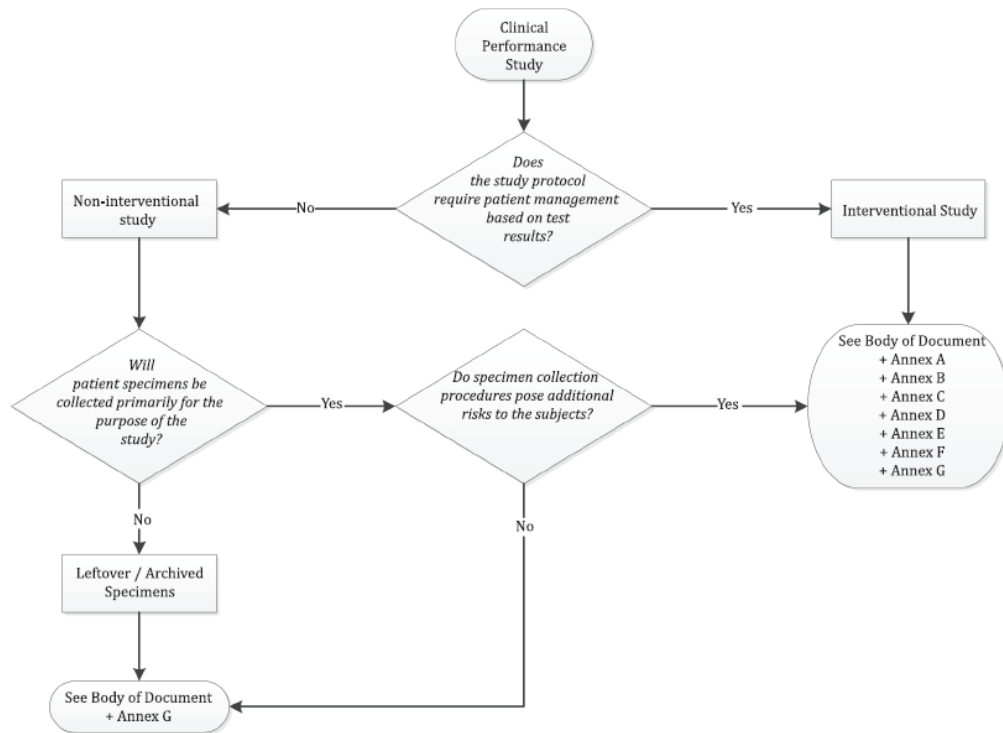 Clinical
Performance
Study
Does
the study protocol
require patient management
based on test
results?
No
Yes
Non-interventional
study
Interventional Study
Will
patient specimens be
collected primarily for the
purpose of the
study?
Yes
Do specimen collection
procedures pose additional
risks to the subjects?
Yes
See Body of Document
+ Annex A
+ Annex B
+ Annex C
+ Annex D
+ Annex E
+ Annex F
+ Annex G
No
No
Leftover / Archived
Specimens
See Body of Document
+ Annex G